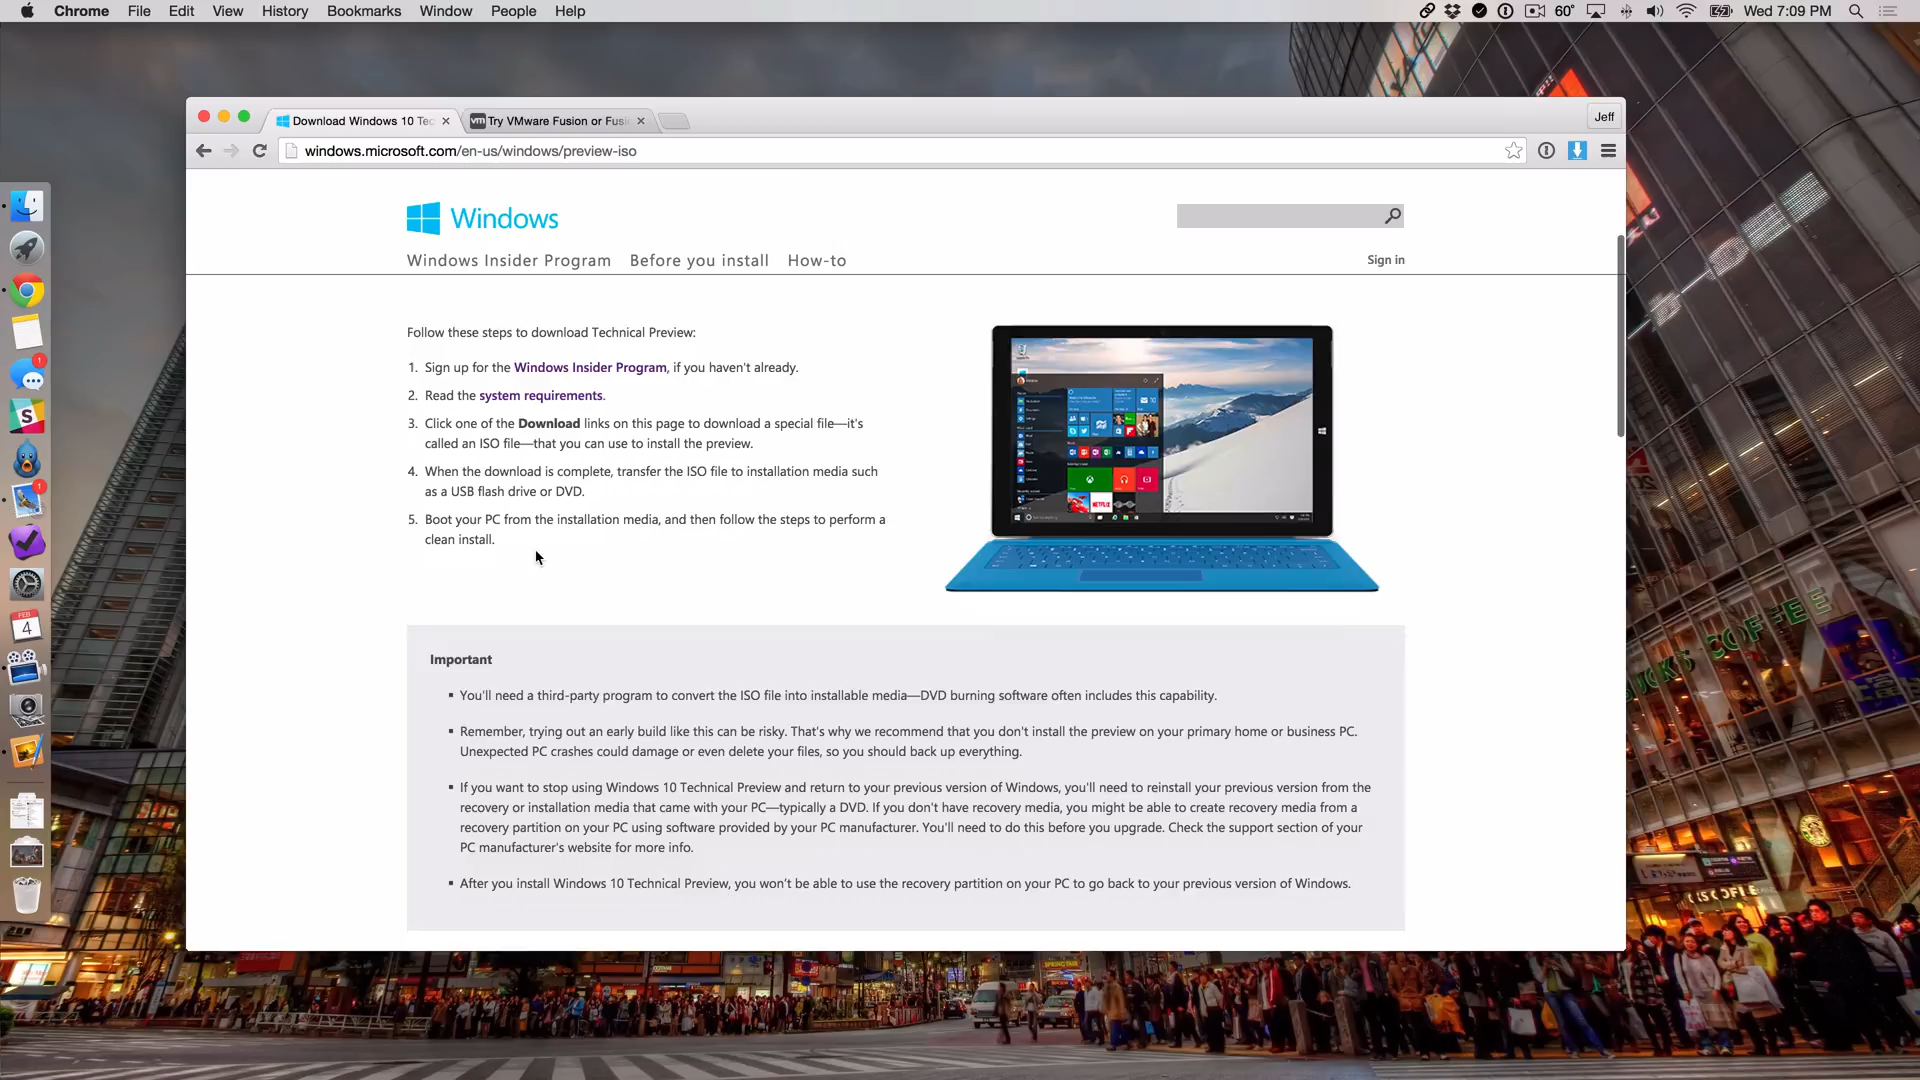 Chrome File Edit View History Bookmarks Window People Help
60° Wed 7:09 PM
Download Windows 10 Tec
Try VMware Fusion or Fusi
Jeff
windows.microsoft.com/en-us/windows/preview-iso
Windows
Windows Insider Program Before you install How-to
Sign in
Follow these steps to download Technical Preview:
1. Sign up for the Windows Insider Program, if you haven't already.
2. Read the system requirements.
3. Click one of the Download links on this page to download a special file—it's
called an ISO file—that you can use to install the preview.
4. When the download is complete, transfer the ISO file to installation media such
as a USB flash drive or DVD.
5. Boot your PC from the installation media, and then follow the steps to perform a
clean install.
NETFLIX
Important
▪ You'll need a third-party program to convert the ISO file into installable media—DVD burning software often includes this capability.
▪ Remember, trying out an early build like this can be risky. That's why we recommend that you don't install the preview on your primary home or business PC.
Unexpected PC crashes could damage or even delete your files, so you should back up everything.
▪ If you want to stop using Windows 10 Technical Preview and return to your previous version of Windows, you'll need to reinstall your previous version from the
recovery or installation media that came with your PC—typically a DVD. If you don't have recovery media, you might be able to create recovery media from a
recovery partition on your PC using software provided by your PC manufacturer. You'll need to do this before you upgrade. Check the support section of your
PC manufacturer's website for more info.
▪ After you install Windows 10 Technical Preview, you won't be able to use the recovery partition on your PC to go back to your previous version of Windows.
1
S
1
FEB
4
COFFEE